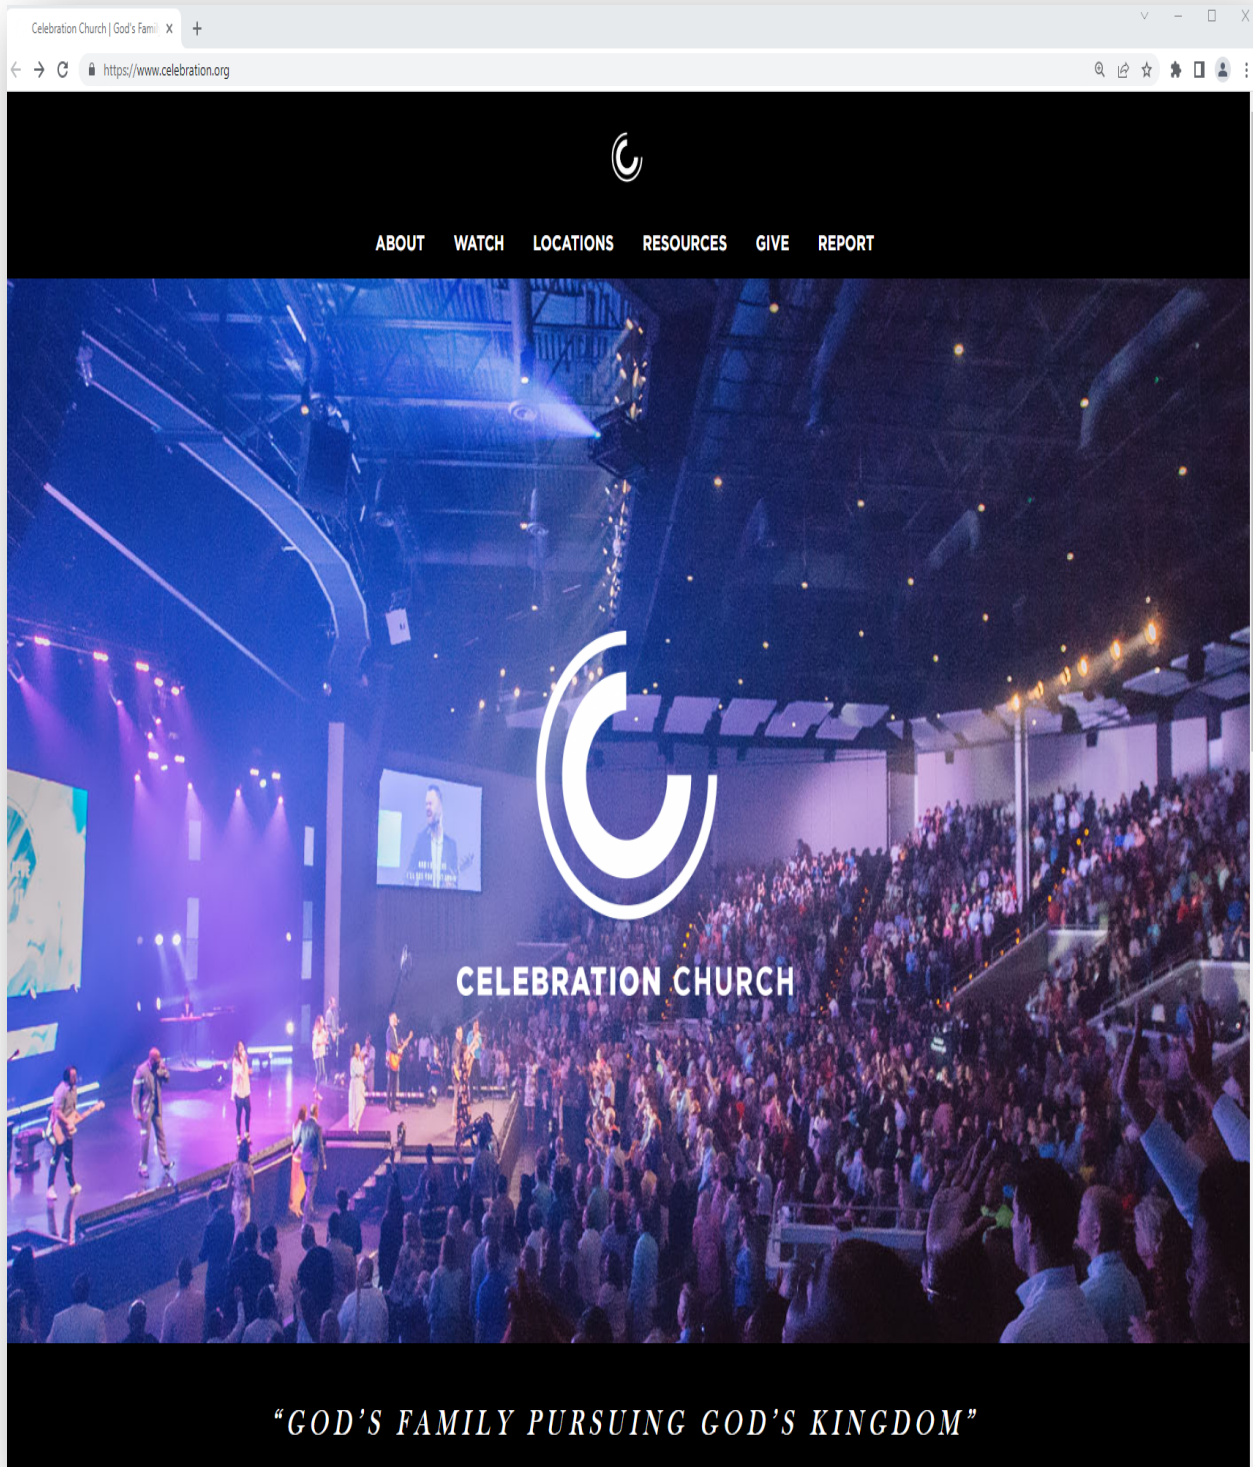 Celebration Church | God's Fami
https://www.celebration.org
ABOUT WATCH LOCATIONS RESOURCES GIVE REPORT
CELEBRATION CHURCH
“GOD’S FAMILY PURSUING GOD’S KINGDOM”